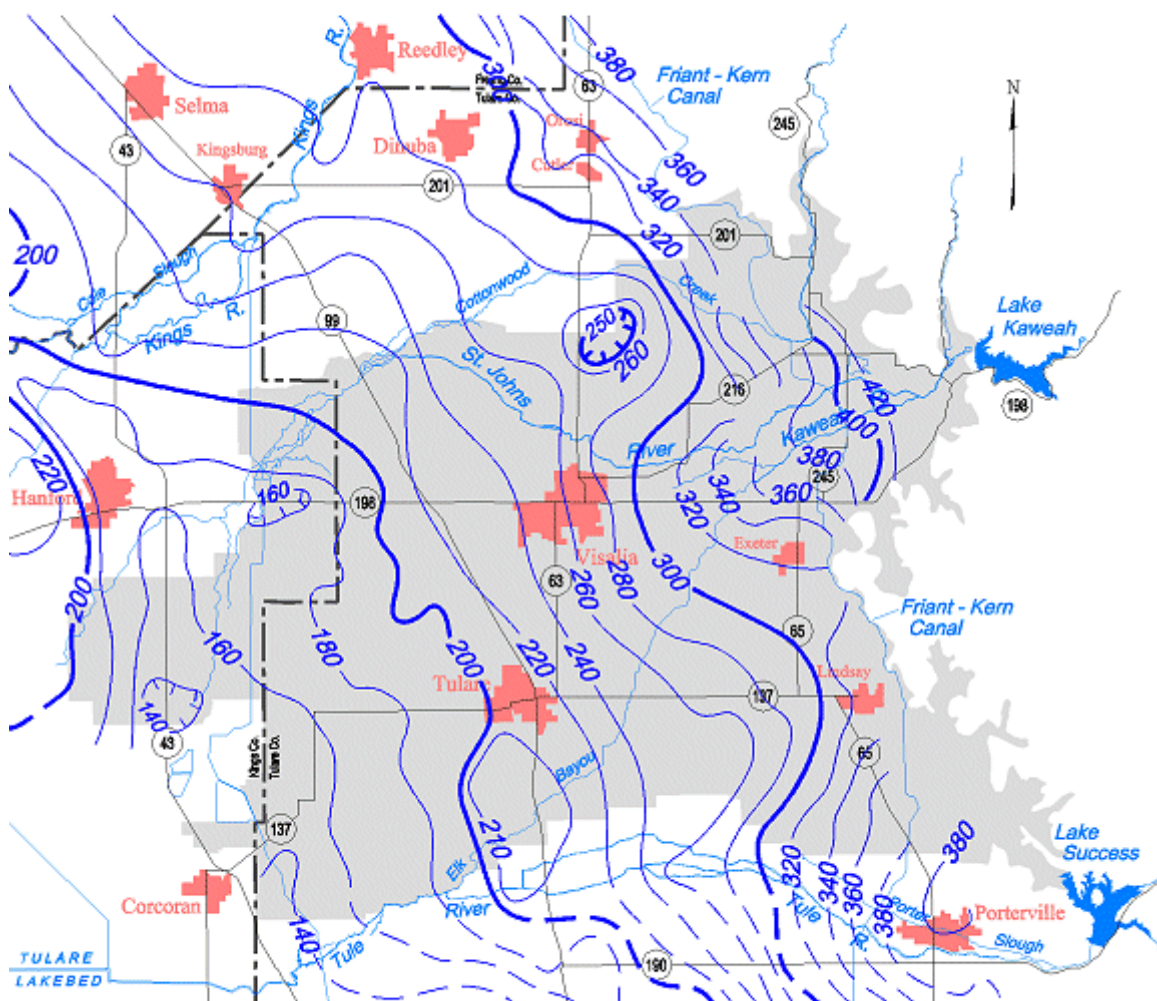 Reedley
R.
380
Friant - Kern
Canal
300
Fresno Co.
Tulare Co.
63
Selma
Kings
245
N
43
Kingsburg
Dinuba
Orosi
Cutler
360
340
201
320
201
200
Cole
Slough
Kings
R.
Cottonwood
Creek
99
250
260
Lake
Kaweah
St. Johns
216
198
420
400
River
Kaweah
220
Hanford
160
198
380
245
340
360
320
Visalia
Exeter
200
63
260
280
300
Friant - Kern
Canal
160
180
65
200
220
240
Lindsay
Tulare
137
140
43
Kings Co.
Tulare Co.
65
Bayou
137
210
Elk
320
340
360
380
380
Lake
Success
Corcoran
River
Tule
R.
Porter
Slough
Porterville
140
Tule
190
TULARE
LAKEBED